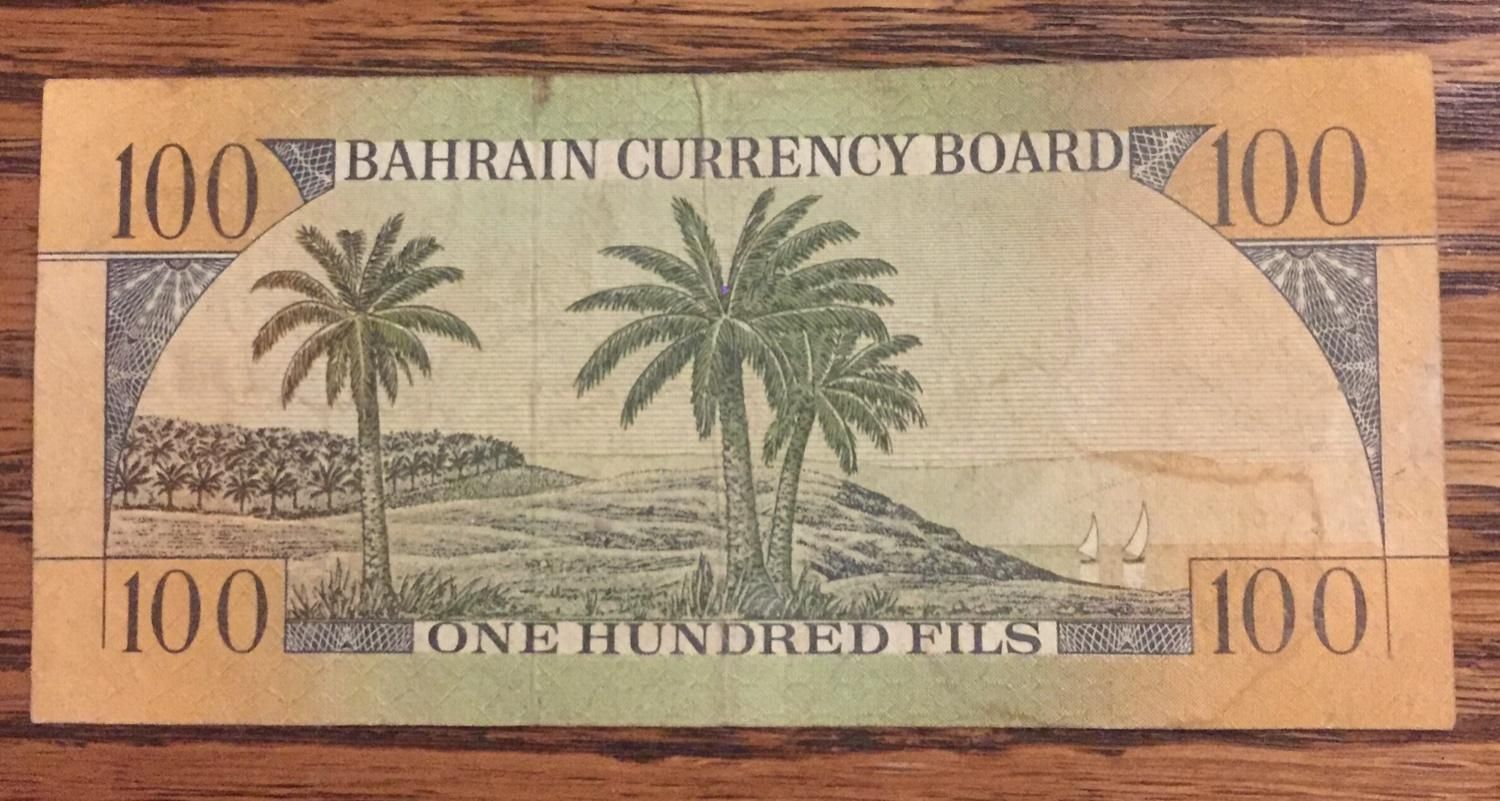 100 BAHRAIN CURRENCY BOARD 100
100 ONE HUNDRED FILS 100